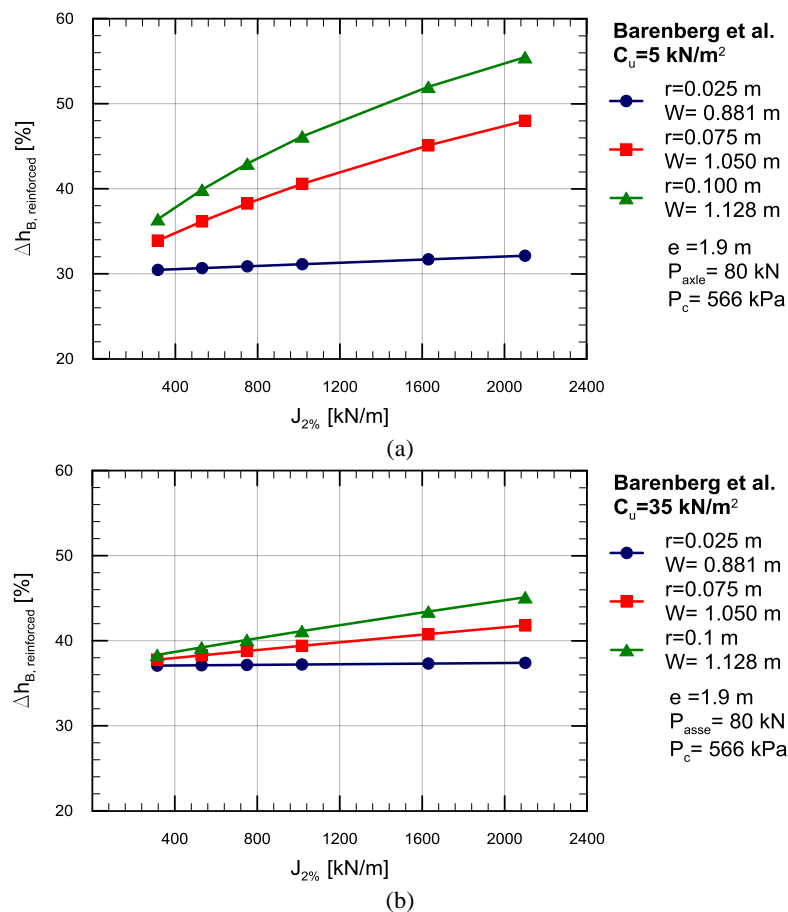 60
50
40
30
20
Δh_B, reinforced [%]
400 800 1200 1600 2000 2400
J_2% [kN/m]
Barenberg et al.
C_u=5 kN/m²
r=0.025 m
W= 0.881 m
r=0.075 m
W= 1.050 m
r=0.100 m
W= 1.128 m
e =1.9 m
P_axle= 80 kN
P_c= 566 kPa
(a)
60
50
40
30
20
Δh_B, reinforced [%]
400 800 1200 1600 2000 2400
J_2% [kN/m]
Barenberg et al.
C_u=35 kN/m²
r=0.025 m
W= 0.881 m
r=0.075 m
W= 1.050 m
r=0.1 m
W= 1.128 m
e =1.9 m
P_asse= 80 kN
P_c= 566 kPa
(b)